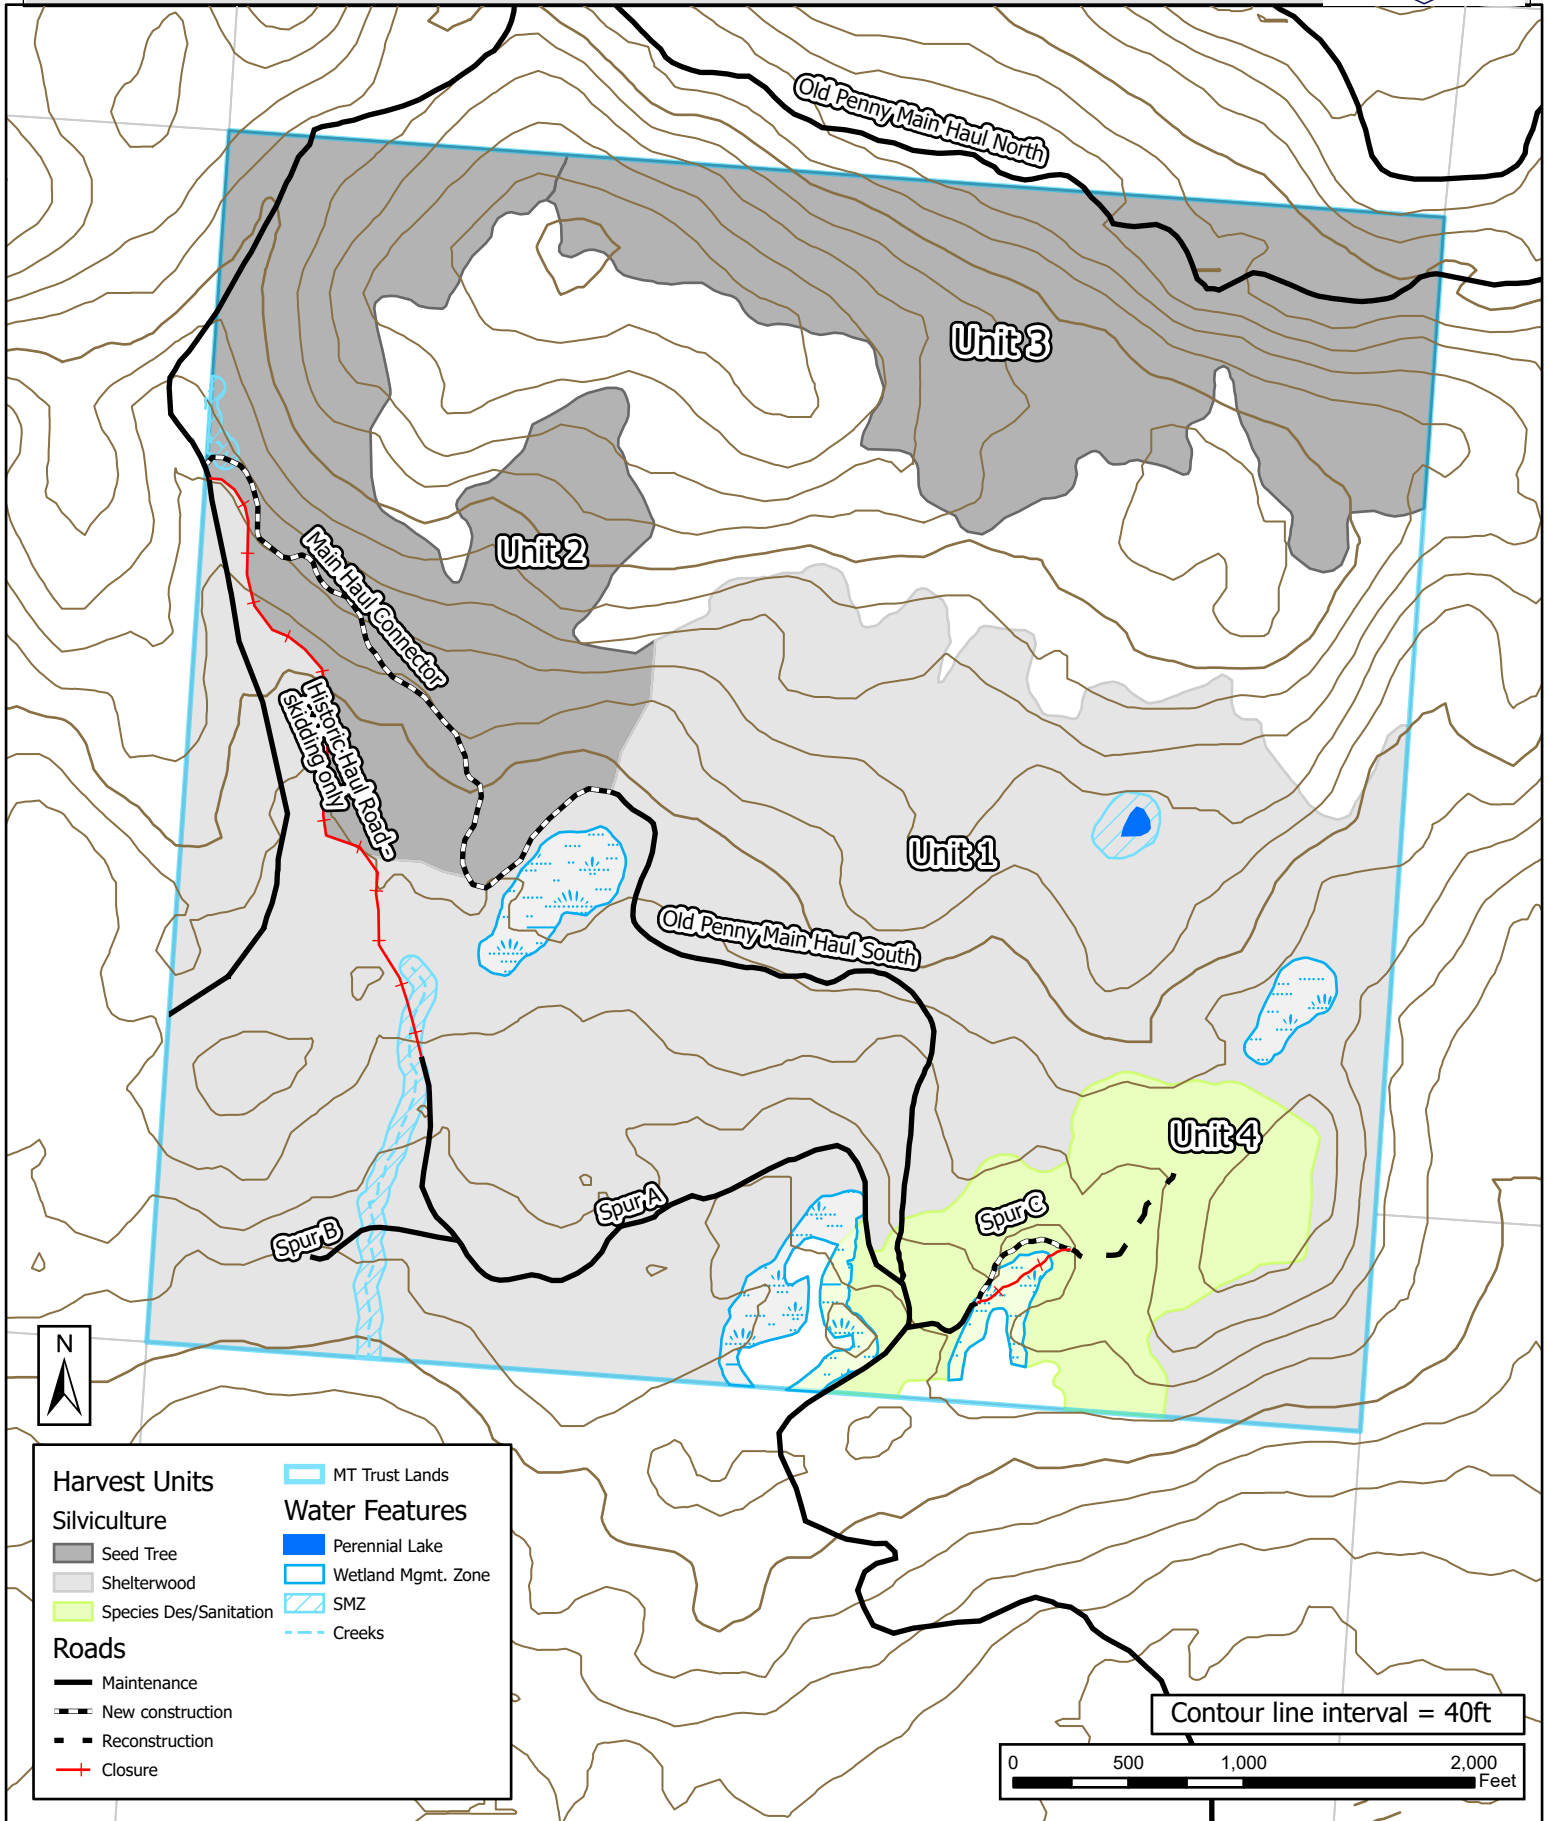 Old Penny Main Haul North
Unit 3
Unit 2
Main Haul Connector
Historic Haul Road -
skidding only
Unit 1
Old Penny Main Haul South
Unit 4
Spur A
Spur C
Spur B
N
Harvest Units
Silviculture
Seed Tree
Shelterwood
Species Des/Sanitation
Roads
Maintenance
New construction
Reconstruction
Closure
MT Trust Lands
Water Features
Perennial Lake
Wetland Mgmt. Zone
SMZ
Creeks
Contour line interval = 40ft
0 500 1,000 2,000
Feet